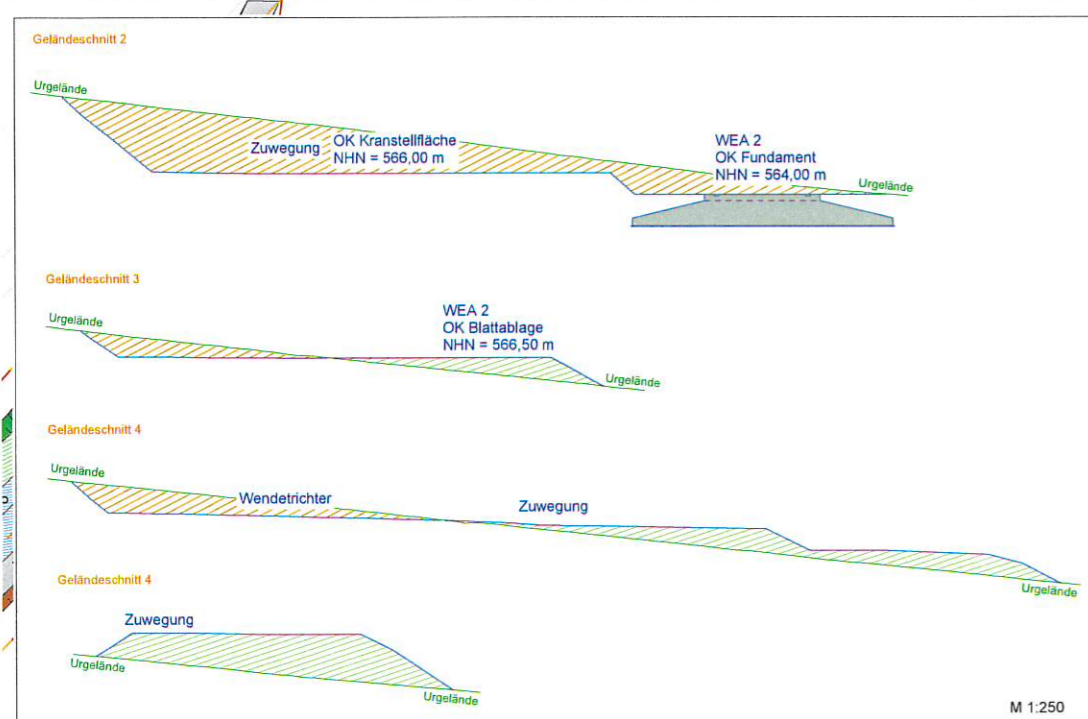 Geländeschnitt 2
Urgelände
Zuwegung
OK Kranstellfläche
NHN = 566,00 m
WEA 2
OK Fundament
NHN = 564,00 m
Urgelände
Geländeschnitt 3
Urgelände
WEA 2
OK Blattablage
NHN = 566,50 m
Urgelände
Geländeschnitt 4
Urgelände
Wendetrichter
Zuwegung
Urgelände
Geländeschnitt 4
Zuwegung
Urgelände
Urgelände
M 1:250